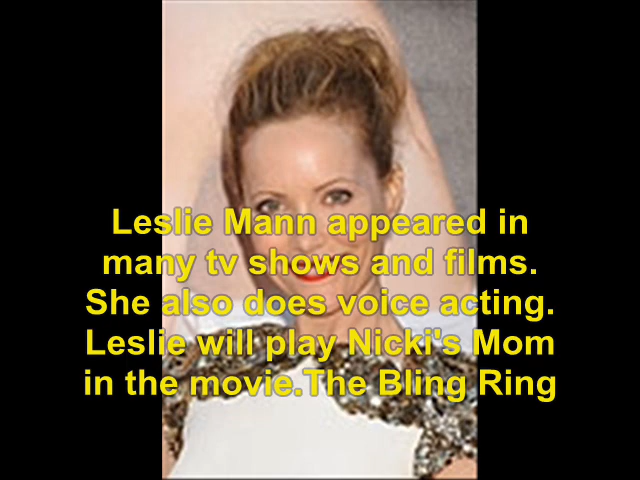 Leslie Mann appeared in
many tv shows and films.
She also does voice acting.
Leslie will play Nicki's Mom
in the movie.The Bling Ring